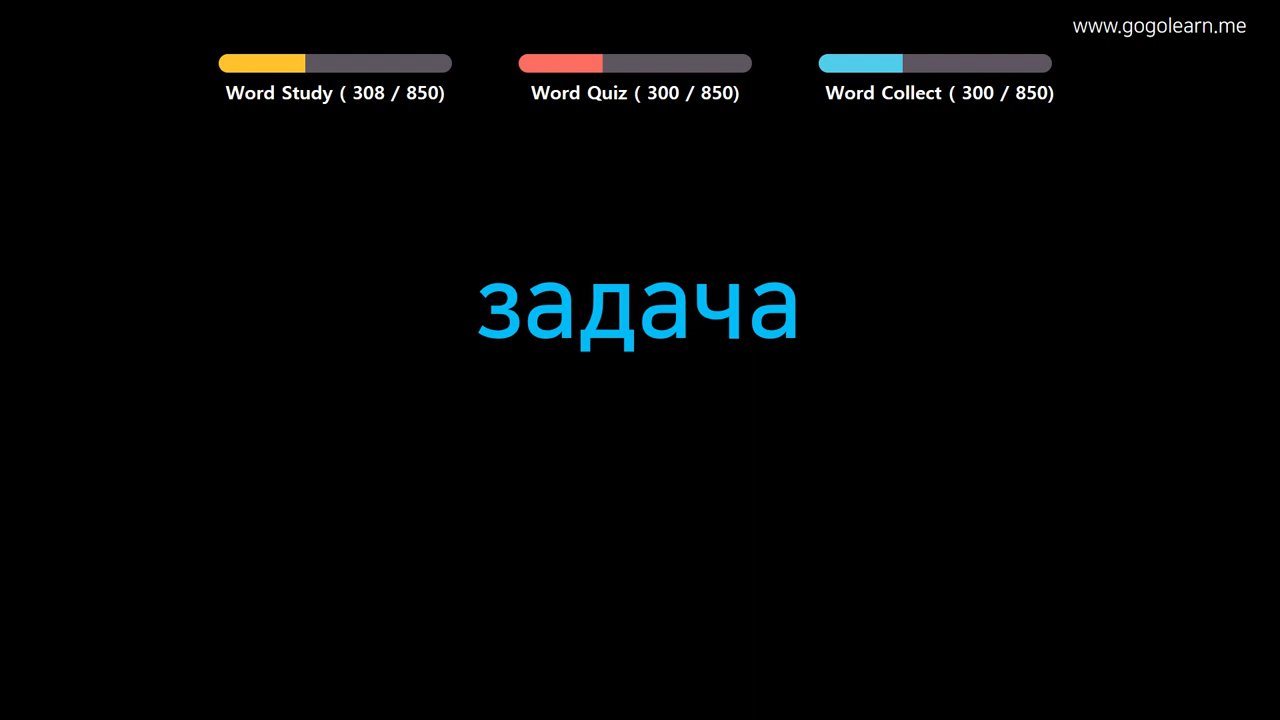 www.gogolearn.me
Word Study ( 308 / 850)
Word Quiz ( 300 / 850)
Word Collect ( 300 / 850)
задача